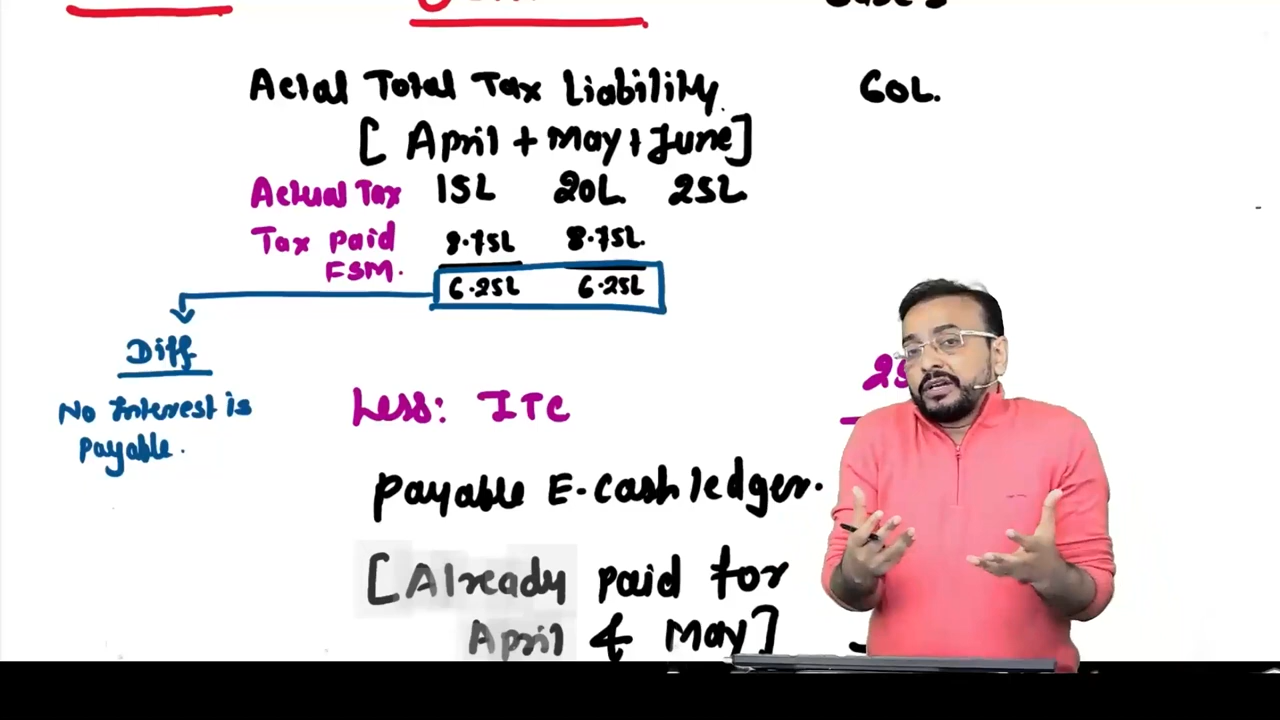 Actal Total Tax Liability. 60L.
[ April + May + June ]
Actual Tax 15L 20L 25L
Tax paid 8.75L 8.75L.
FSM.
6.25L 6.25L
Diff
No Interest is
payable.
Less: ITC
payable E-cash ledger.
[Already paid for
April & May]